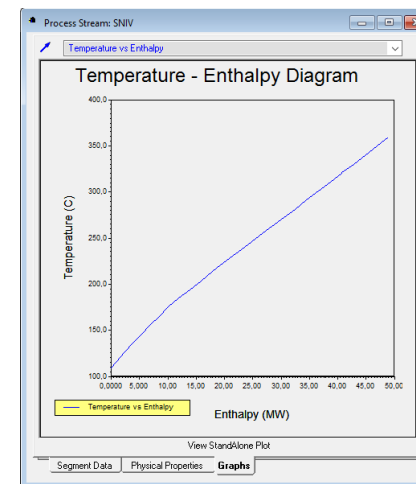 Process Stream: SNIV
Temperature vs Enthalpy
Temperature - Enthalpy Diagram
400,0
350,0
300,0
250,0
200,0
150,0
100,0
Temperature (C)
0,0000 5,000 10,00 15,00 20,00 25,00 30,00 35,00 40,00 45,00 50,00
Temperature vs Enthalpy
Enthalpy (MW)
View StandAlone Plot
Segment Data Physical Properties Graphs